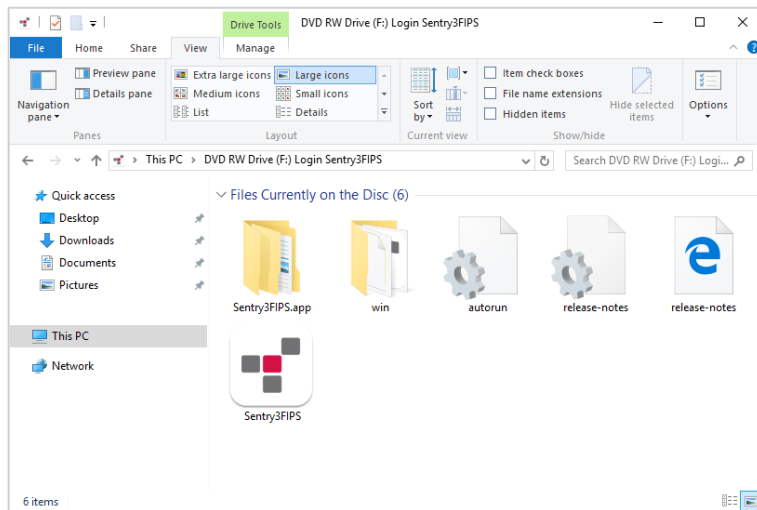 Drive Tools
DVD RW Drive (F:) Login Sentry3FIPS
File
Home
Share
View
Manage
Navigation
pane
Preview pane
Details pane
Panes
Extra large icons
Large icons
Medium icons
Small icons
List
Details
Layout
Sort
by
Current view
Item check boxes
File name extensions
Hidden items
Hide selected
items
Show/hide
Options
This PC
DVD RW Drive (F:) Login Sentry3FIPS
Search DVD RW Drive (F:) Logi...
Quick access
Desktop
Downloads
Documents
Pictures
This PC
Network
Files Currently on the Disc (6)
Sentry3FIPS.app
win
autorun
release-notes
release-notes
Sentry3FIPS
6 items